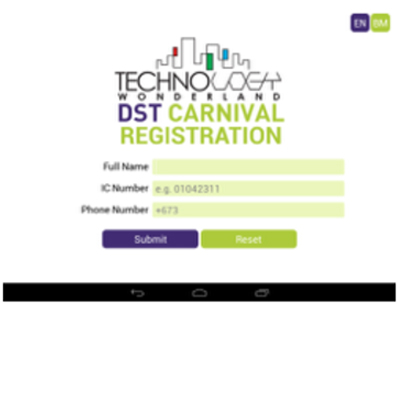 EN BM
TECHNOLOGY
WONDERLAND
DST CARNIVAL
REGISTRATION
Full Name
IC Number e.g. 01042311
Phone Number +673
Submit Reset